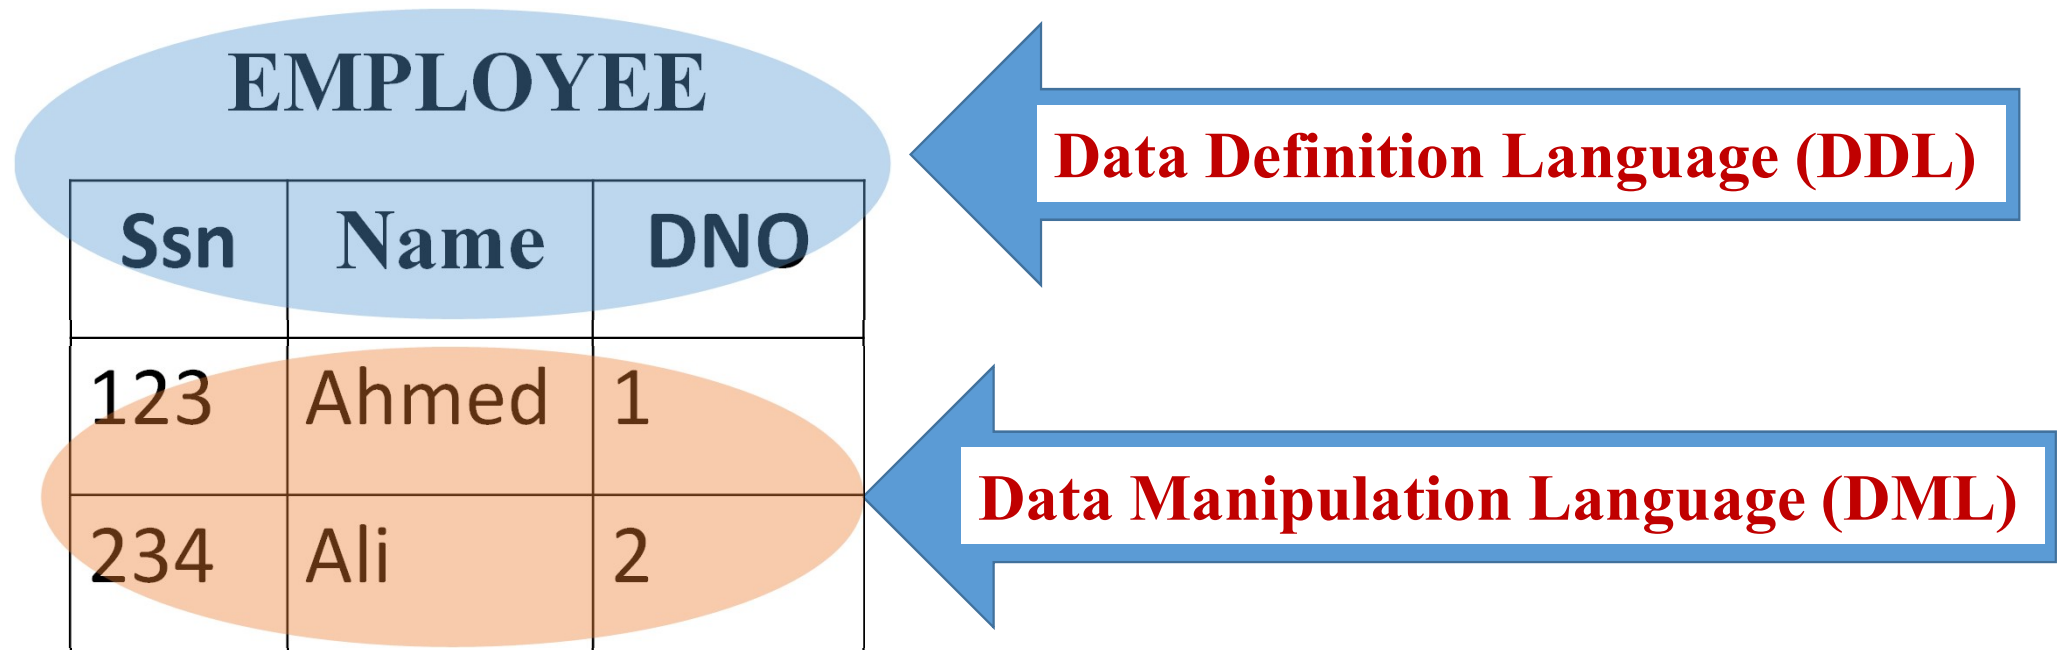 EMPLOYEE
Data Definition Language (DDL)
Ssn Name DNO
123 Ahmed 1
Data Manipulation Language (DML)
234 Ali 2